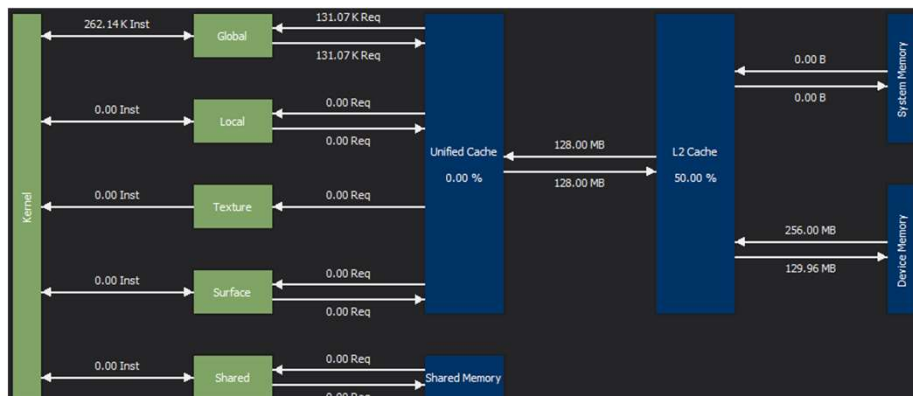 262.14 K Inst
Global
131.07 K Req
131.07 K Req
0.00 Inst
Local
0.00 Req
0.00 Req
Unified Cache
0.00 %
128.00 MB
128.00 MB
L2 Cache
50.00 %
0.00 B
0.00 B
System Memory
Kernel
0.00 Inst
Texture
0.00 Req
256.00 MB
129.96 MB
Device Memory
0.00 Inst
Surface
0.00 Req
0.00 Req
0.00 Inst
Shared
0.00 Req
0.00 Req
Shared Memory